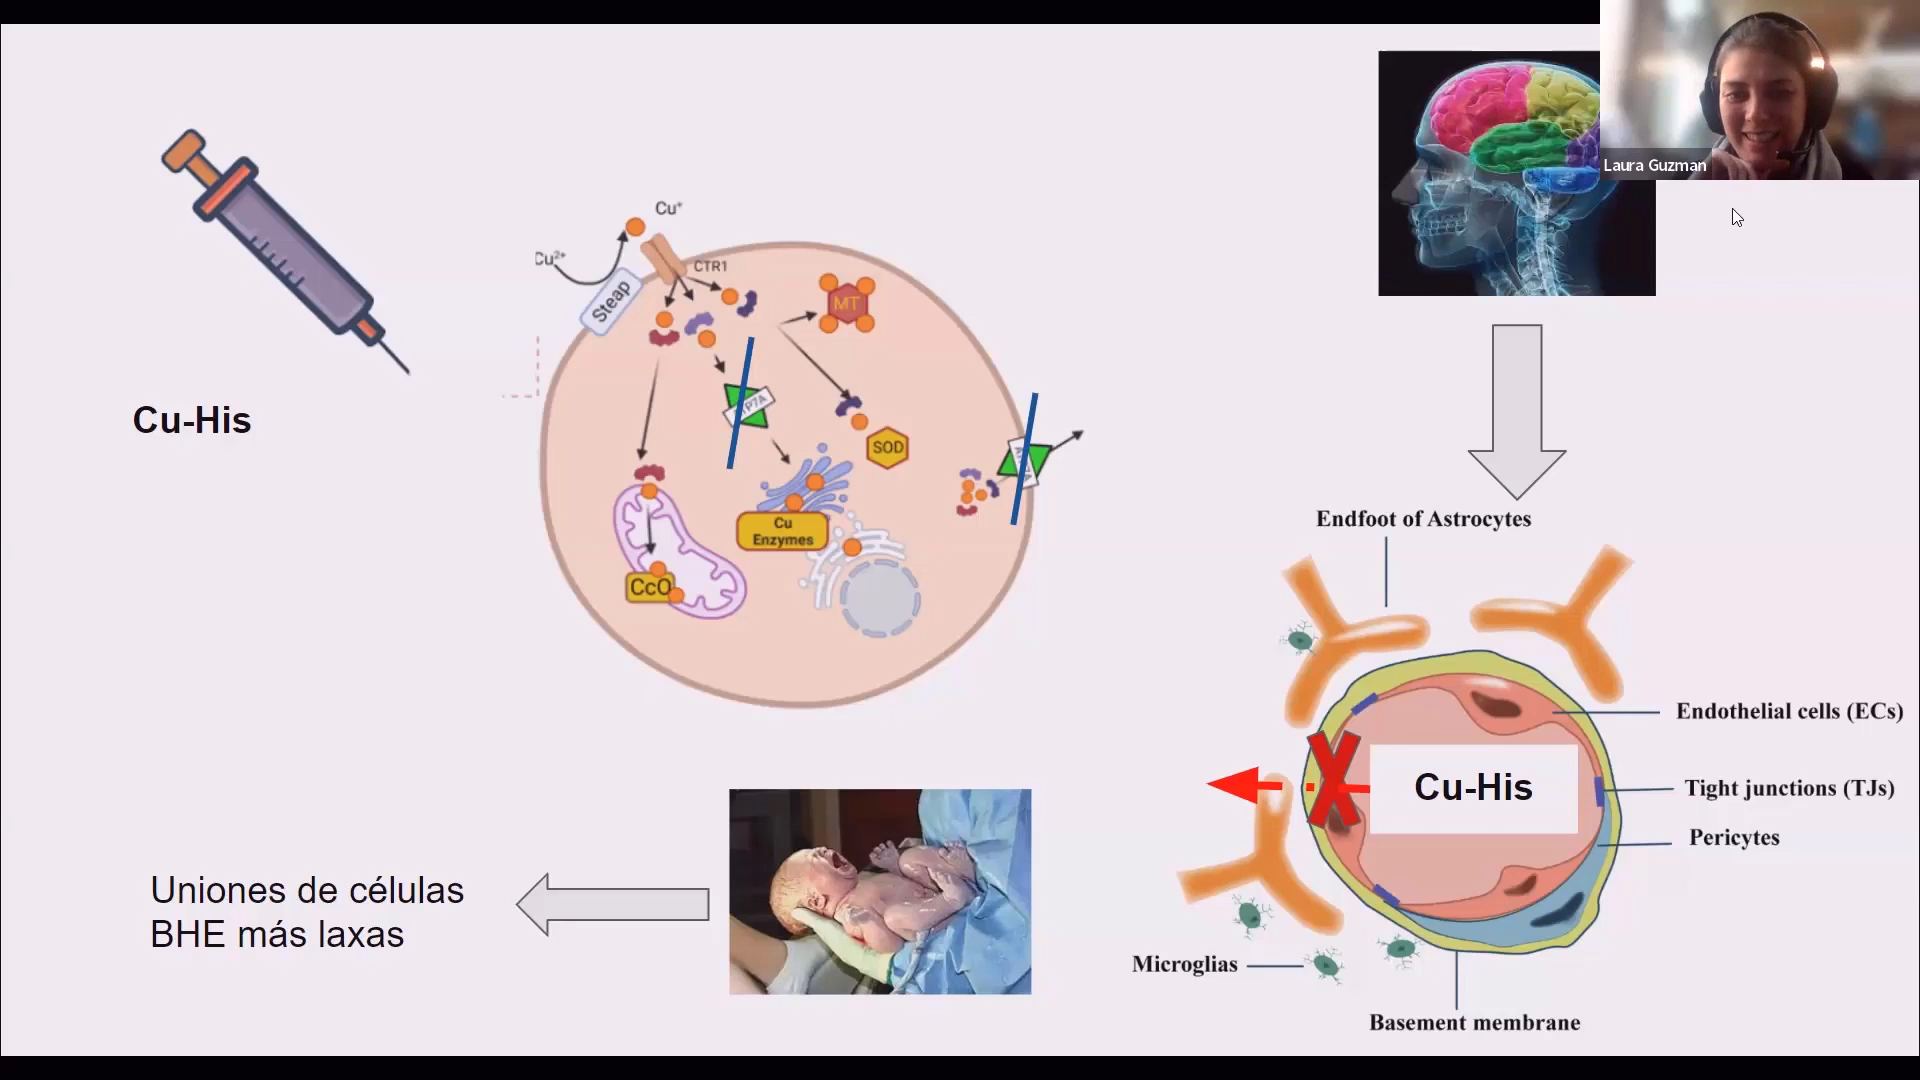 Laura Guzman
Cu⁺
Cu²⁺
CTR1
Steap
MT
SOD
Cu
Enzymes
CcO
Cu-His
Endfoot of Astrocytes
Endothelial cells (ECs)
Cu-His
Tight junctions (TJs)
Pericytes
Uniones de células
BHE más laxas
Microglias
Basement membrane